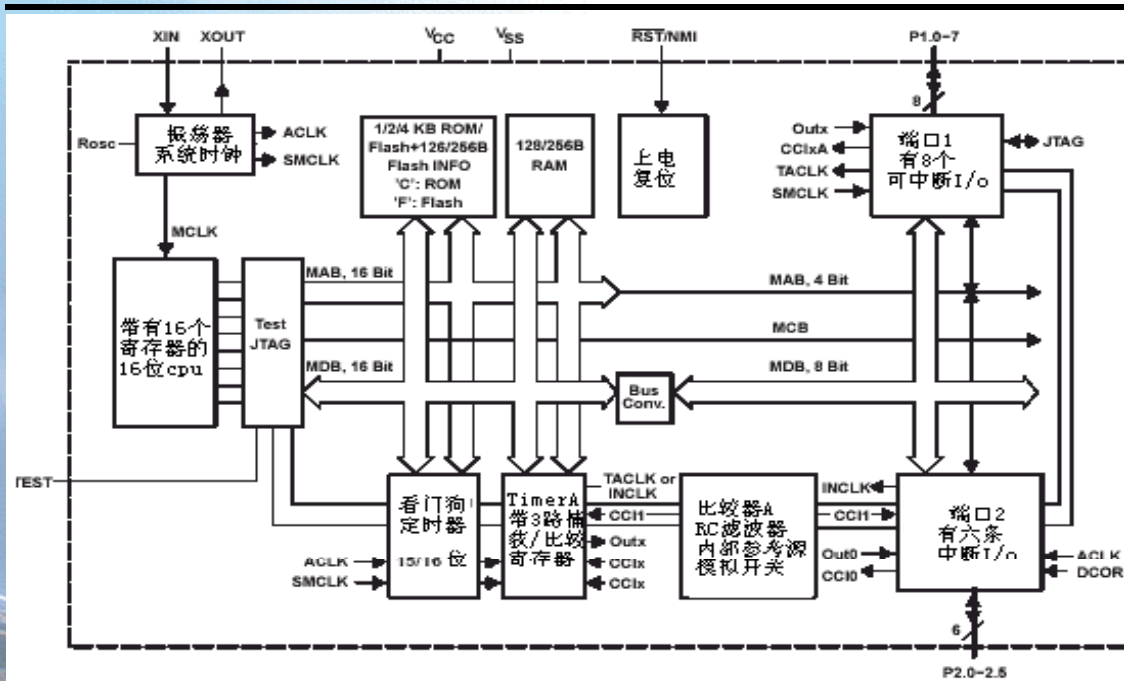 XIN
XOUT
VCC
VSS
RST/NMI
P1.0-7
8
Rosc
振荡器
系统时钟
ACLK
SMCLK
1/2/4 KB ROM/
Flash+126/256B
Flash INFO
'C': ROM
'F': Flash
128/256B
RAM
上电
复位
Outx
CCIxA
TACLK
SMCLK
端口1
有8个
可中断I/o
JTAG
MCLK
带有16个
寄存器的
16位cpu
Test
JTAG
MAB, 16 Bit
MAB, 4 Bit
MCB
MDB, 16 Bit
Bus
Conv.
MDB, 8 Bit
TEST
看门狗
定时器
15/16 位
ACLK
SMCLK
TimerA
带3路捕
获/比较
寄存器
TACLK or
INCLK
CCI1
Outx
CCIx
CCIx
比较器A
RC滤波器
内部参考源
模拟开关
INCLK
CCI1
Out0
CCI0
端口2
有六条
中断I/o
ACLK
DCOR
6
P2.0-2.5